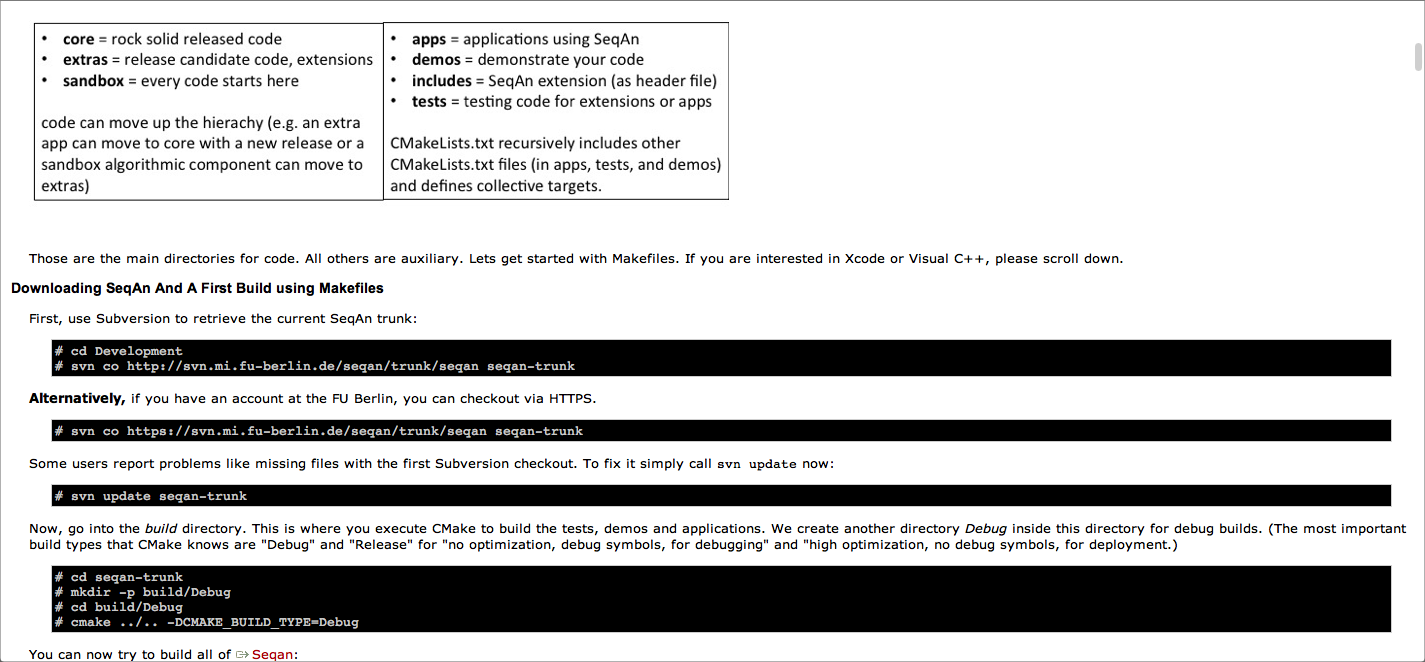 • core = rock solid released code
• extras = release candidate code, extensions
• sandbox = every code starts here
code can move up the hierachy (e.g. an extra
app can move to core with a new release or a
sandbox algorithmic component can move to
extras)
• apps = applications using SeqAn
• demos = demonstrate your code
• includes = SeqAn extension (as header file)
• tests = testing code for extensions or apps
CMakeLists.txt recursively includes other
CMakeLists.txt files (in apps, tests, and demos)
and defines collective targets.
Those are the main directories for code. All others are auxiliary. Lets get started with Makefiles. If you are interested in Xcode or Visual C++, please scroll down.
Downloading SeqAn And A First Build using Makefiles
First, use Subversion to retrieve the current SeqAn trunk:
# cd Development
# svn co http://svn.mi.fu-berlin.de/seqan/trunk/seqan seqan-trunk
Alternatively, if you have an account at the FU Berlin, you can checkout via HTTPS.
# svn co https://svn.mi.fu-berlin.de/seqan/trunk/seqan seqan-trunk
Some users report problems like missing files with the first Subversion checkout. To fix it simply call svn update now:
# svn update seqan-trunk
Now, go into the build directory. This is where you execute CMake to build the tests, demos and applications. We create another directory Debug inside this directory for debug builds. (The most important
build types that CMake knows are "Debug" and "Release" for "no optimization, debug symbols, for debugging" and "high optimization, no debug symbols, for deployment.)
# cd seqan-trunk
# mkdir -p build/Debug
# cd build/Debug
# cmake ../.. -DCMAKE_BUILD_TYPE=Debug
You can now try to build all of Seqan: